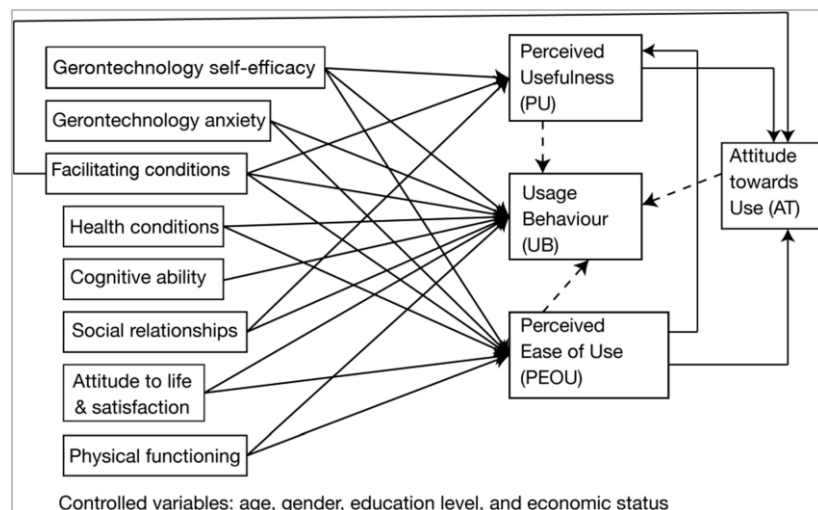 Gerontechnology self-efficacy
Gerontechnology anxiety
Facilitating conditions
Health conditions
Cognitive ability
Social relationships
Attitude to life
& satisfaction
Physical functioning
Perceived
Usefulness
(PU)
Usage
Behaviour
(UB)
Perceived
Ease of Use
(PEOU)
Attitude
towards
Use (AT)
Controlled variables: age, gender, education level, and economic status